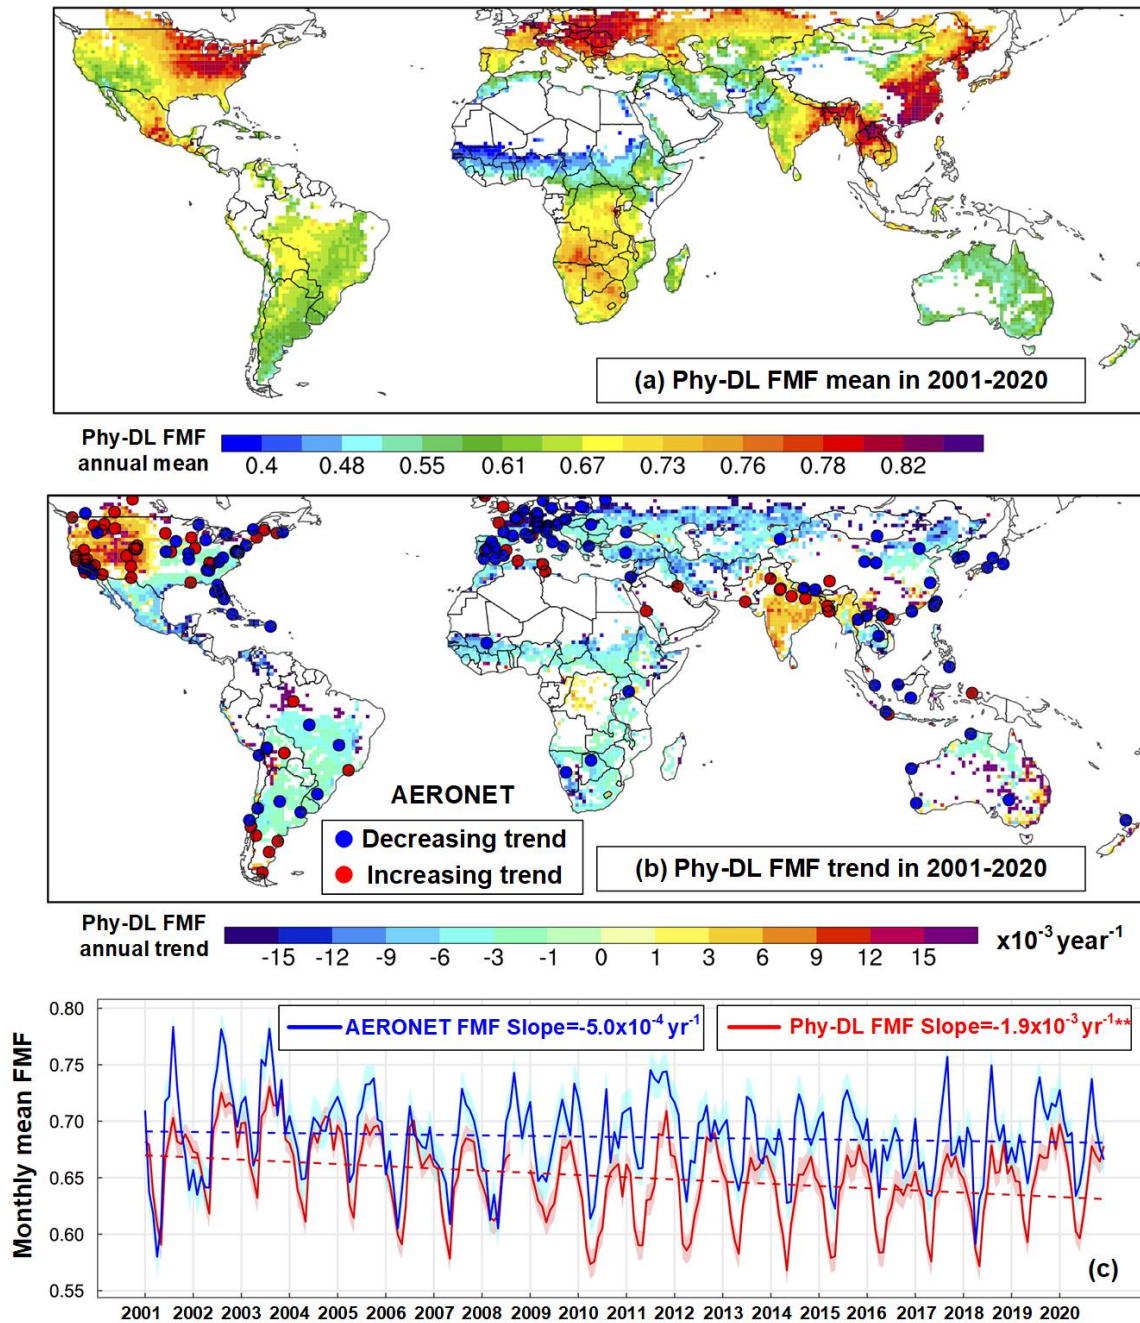 (a) Phy-DL FMF mean in 2001-2020
Phy-DL FMF
annual mean
0.4 0.48 0.55 0.61 0.67 0.73 0.76 0.78 0.82
AERONET
Decreasing trend
Increasing trend
(b) Phy-DL FMF trend in 2001-2020
Phy-DL FMF
annual trend
-15 -12 -9 -6 -3 -1 0 1 3 6 9 12 15
x10⁻³ year⁻¹
Monthly mean FMF
0.80
0.75
0.70
0.65
0.60
0.55
AERONET FMF Slope=-5.0x10⁻⁴ yr⁻¹
Phy-DL FMF Slope=-1.9x10⁻³ yr⁻¹**
(c)
2001 2002 2003 2004 2005 2006 2007 2008 2009 2010 2011 2012 2013 2014 2015 2016 2017 2018 2019 2020